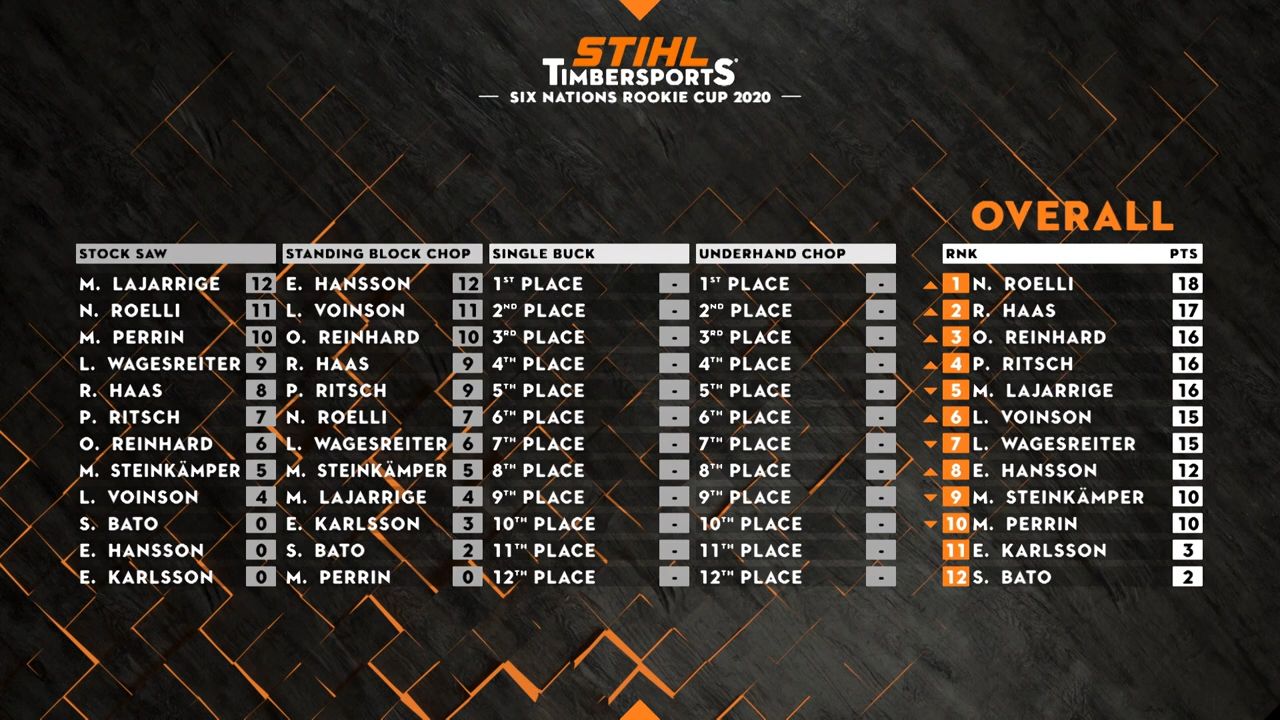 STIHL
TIMBERSPORTS®
SIX NATIONS ROOKIE CUP 2020
OVERALL
STOCK SAW STANDING BLOCK CHOP SINGLE BUCK UNDERHAND CHOP RNK PTS
M. LAJARRIGE 12 E. HANSSON 12 1ST PLACE - 1ST PLACE - 1 N. ROELLI 18
N. ROELLI 11 L. VOINSON 11 2ND PLACE - 2ND PLACE - 2 R. HAAS 17
M. PERRIN 10 O. REINHARD 10 3RD PLACE - 3RD PLACE - 3 O. REINHARD 16
L. WAGESREITER 9 R. HAAS 9 4TH PLACE - 4TH PLACE - 4 P. RITSCH 16
R. HAAS 8 P. RITSCH 9 5TH PLACE - 5TH PLACE - 5 M. LAJARRIGE 16
P. RITSCH 7 N. ROELLI 7 6TH PLACE - 6TH PLACE - 6 L. VOINSON 15
O. REINHARD 6 L. WAGESREITER 6 7TH PLACE - 7TH PLACE - 7 L. WAGESREITER 15
M. STEINKÄMPER 5 M. STEINKÄMPER 5 8TH PLACE - 8TH PLACE - 8 E. HANSSON 12
L. VOINSON 4 M. LAJARRIGE 4 9TH PLACE - 9TH PLACE - 9 M. STEINKÄMPER 10
S. BATO 0 E. KARLSSON 3 10TH PLACE - 10TH PLACE - 10 M. PERRIN 10
E. HANSSON 0 S. BATO 2 11TH PLACE - 11TH PLACE - 11 E. KARLSSON 3
E. KARLSSON 0 M. PERRIN 0 12TH PLACE - 12TH PLACE - 12 S. BATO 2